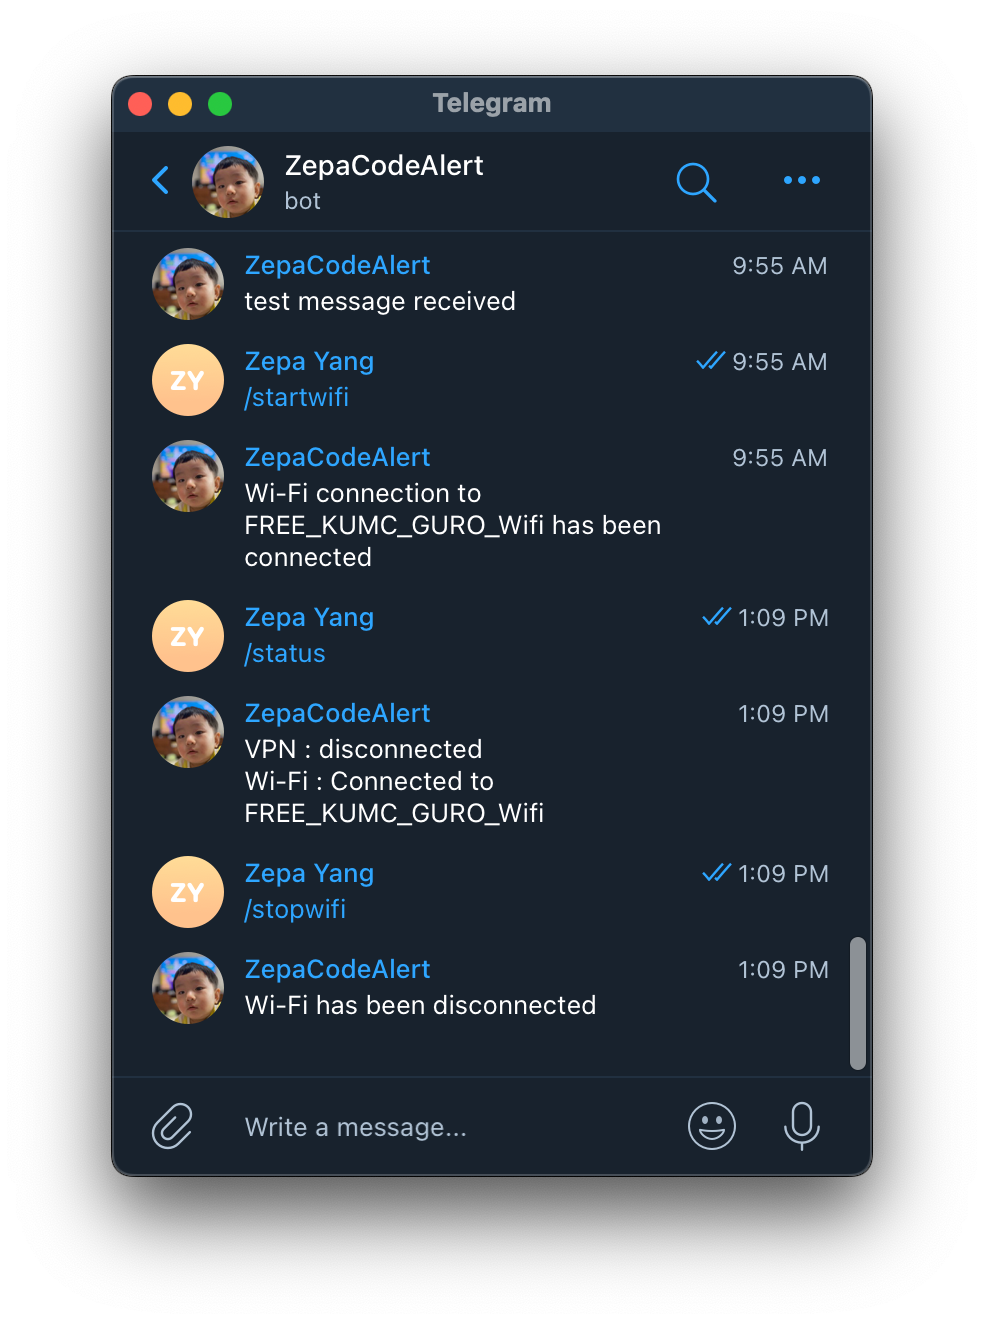 Telegram
ZepaCodeAlert
bot
ZepaCodeAlert 9:55 AM
test message received
ZY
Zepa Yang 9:55 AM
/startwifi
ZepaCodeAlert 9:55 AM
Wi-Fi connection to
FREE_KUMC_GURO_Wifi has been
connected
ZY
Zepa Yang 1:09 PM
/status
ZepaCodeAlert 1:09 PM
VPN : disconnected
Wi-Fi : Connected to
FREE_KUMC_GURO_Wifi
ZY
Zepa Yang 1:09 PM
/stopwifi
ZepaCodeAlert 1:09 PM
Wi-Fi has been disconnected
Write a message...